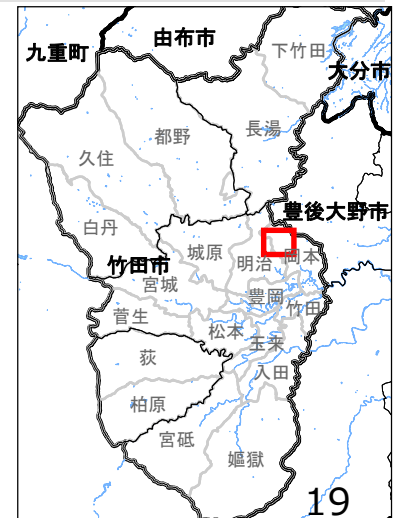 九重町
由布市
下竹田
大分市
都野
長湯
久住
豊後大野市
白丹
竹田市
城原
明治
岡本
宮城
豊岡
竹田
菅生
松本
玉来
荻
入田
柏原
宮砥
嫗獄
19